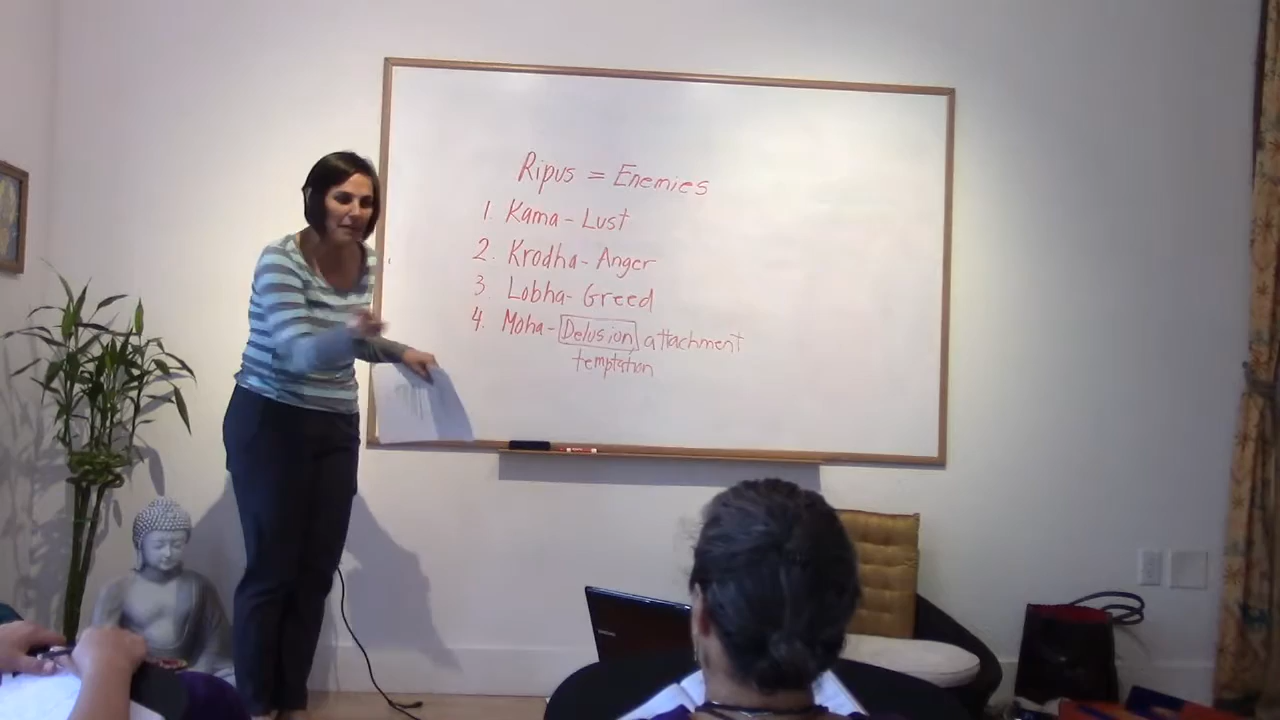 Ripus = Enemies
1. Kama - Lust
2. Krodha - Anger
3. Lobha - Greed
4. Moha - Delusion attachment
temptation